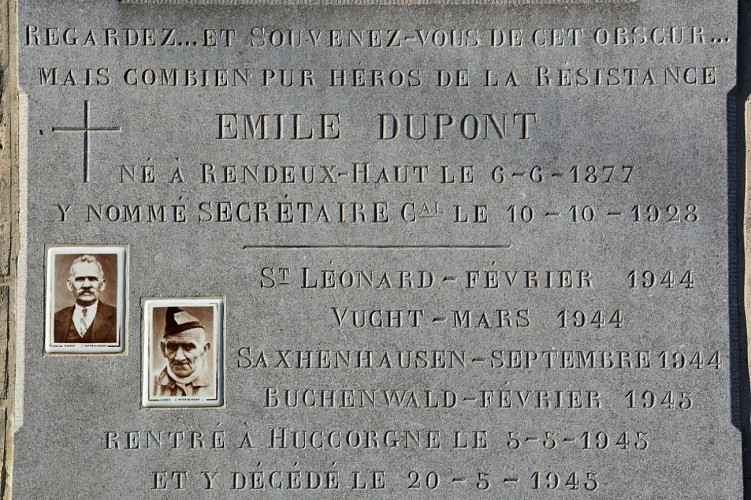 REGARDEZ... ET SOUVENEZ-VOUS DE CET OBSCUR...
MAIS COMBIEN PUR HÉROS DE LA RÉSISTANCE
EMILE DUPONT
NÉ À RENDEUX-HAUT LE 6-6-1877
Y NOMMÉ SECRÉTAIRE CAL LE 10-10-1928
ST LÉONARD-FÉVRIER 1944
VUCHT-MARS 1944
SAXHENHAUSEN-SEPTEMBRE 1944
BUCHENWALD-FÉVRIER 1945
RENTRÉ À HUCCORGNE LE 5-5-1945
ET Y DÉCÉDÉ LE 20-5-1945